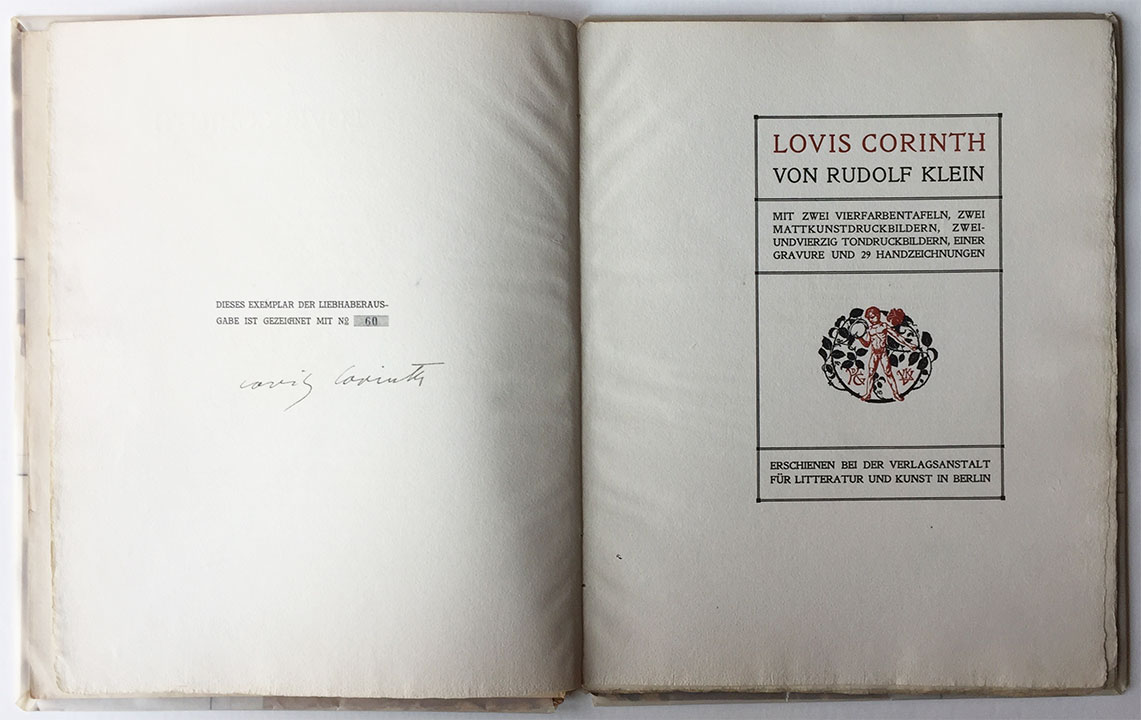 DIESES EXEMPLAR DER LIEBHABERAUS-
GABE IST GEZEICHNET MIT No 60
Lovis Corinth
LOVIS CORINTH
VON RUDOLF KLEIN
MIT ZWEI VIERFARBENTAFELN, ZWEI
MATTKUNSTDRUCKBILDERN, ZWEI-
UNDVIERZIG TONDRUCKBILDERN, EINER
GRAVURE UND 29 HANDZEICHNUNGEN
ERSCHIENEN BEI DER VERLAGSANSTALT
FÜR LITTERATUR UND KUNST IN BERLIN